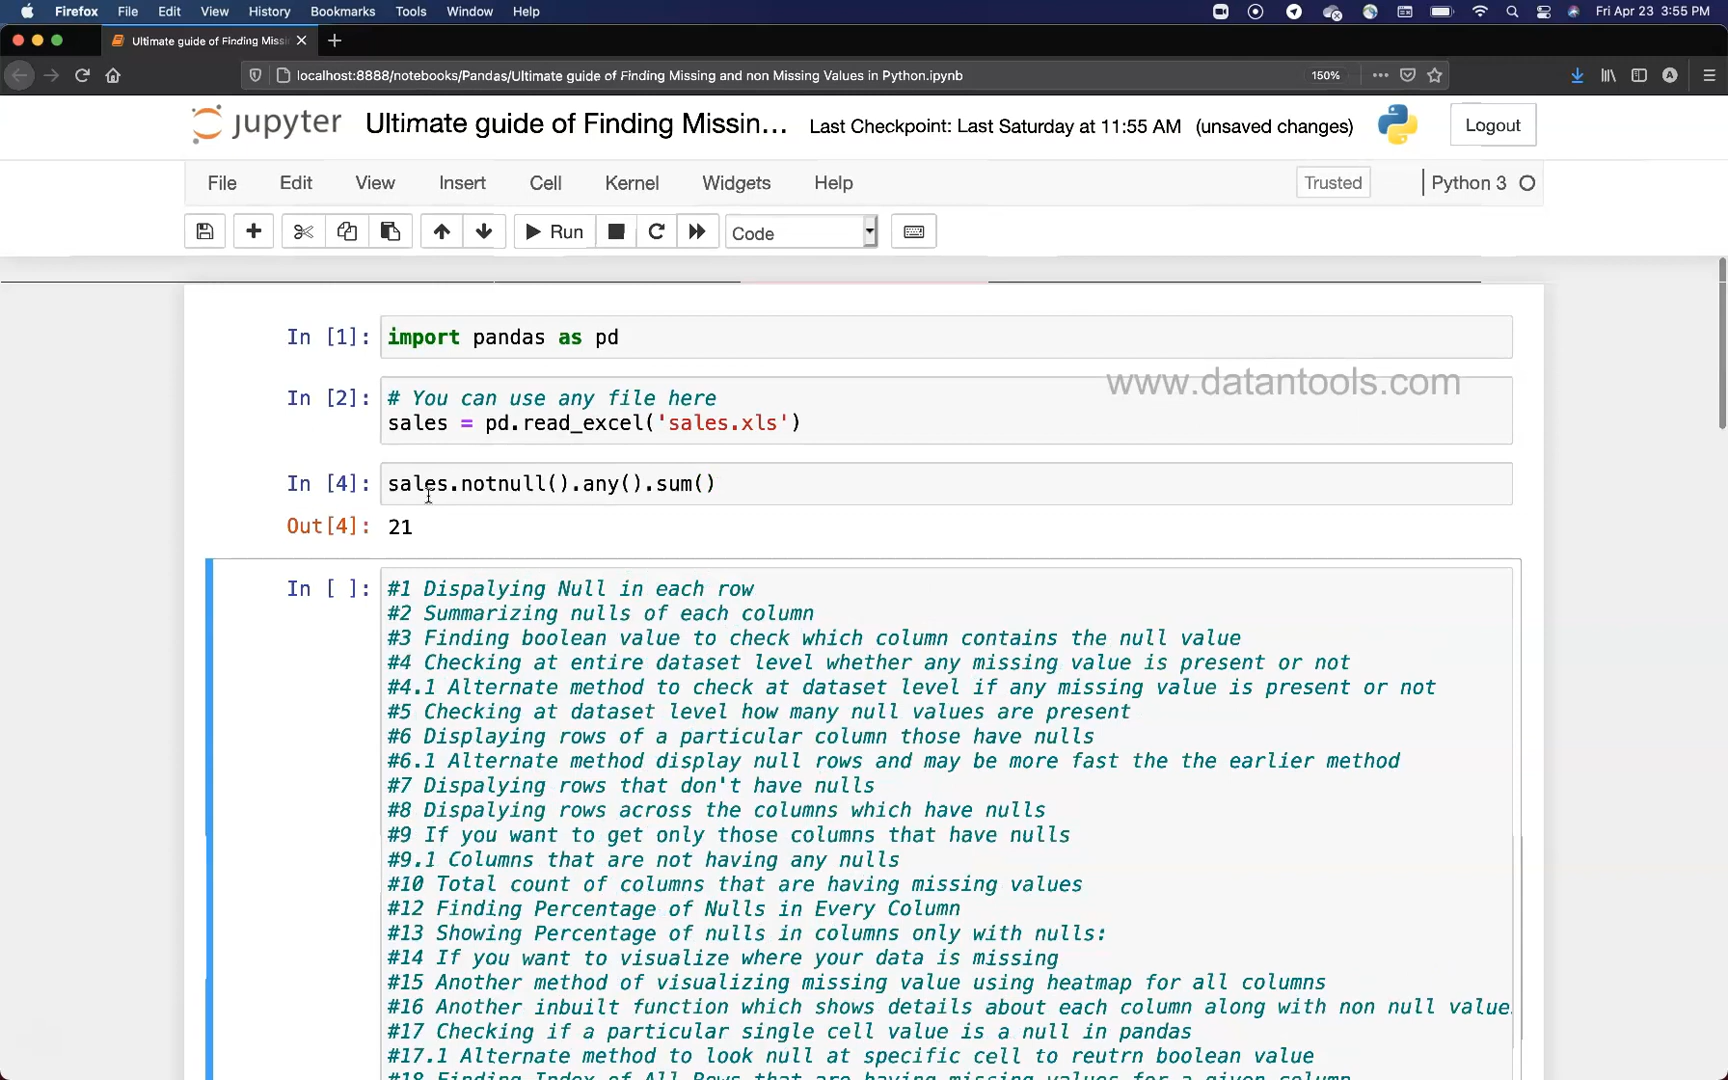 Firefox File Edit View History Bookmarks Tools Window Help Fri Apr 23 3:55 PM
Ultimate guide of Finding Missi
localhost:8888/notebooks/Pandas/Ultimate guide of Finding Missing and non Missing Values in Python.ipynb 150%
jupyter Ultimate guide of Finding Missin... Last Checkpoint: Last Saturday at 11:55 AM (unsaved changes) Logout
File Edit View Insert Cell Kernel Widgets Help Trusted Python 3
Run Code
In [1]: import pandas as pd
www.datantools.com
In [2]: # You can use any file here
sales = pd.read_excel('sales.xls')
In [4]: sales.notnull().any().sum()
Out[4]: 21
In [ ]: #1 Dispalying Null in each row
#2 Summarizing nulls of each column
#3 Finding boolean value to check which column contains the null value
#4 Checking at entire dataset level whether any missing value is present or not
#4.1 Alternate method to check at dataset level if any missing value is present or not
#5 Checking at dataset level how many null values are present
#6 Displaying rows of a particular column those have nulls
#6.1 Alternate method display null rows and may be more fast the the earlier method
#7 Dispalying rows that don't have nulls
#8 Dispalying rows across the columns which have nulls
#9 If you want to get only those columns that have nulls
#9.1 Columns that are not having any nulls
#10 Total count of columns that are having missing values
#12 Finding Percentage of Nulls in Every Column
#13 Showing Percentage of nulls in columns only with nulls:
#14 If you want to visualize where your data is missing
#15 Another method of visualizing missing value using heatmap for all columns
#16 Another inbuilt function which shows details about each column along with non null value
#17 Checking if a particular single cell value is a null in pandas
#17.1 Alternate method to look null at specific cell to reutrn boolean value
#18 Finding Index of All Rows that are having missing values for a given column